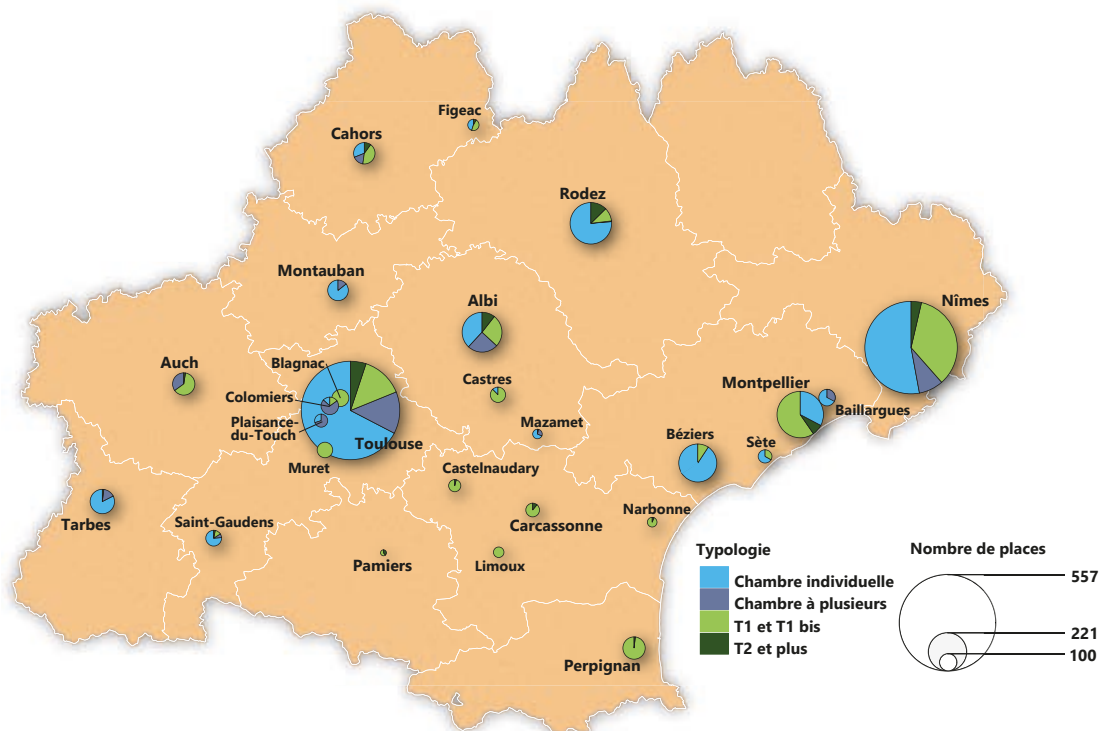 Figeac
Cahors
Rodez
Montauban
Albi
Nîmes
Auch
Blagnac
Castres
Montpellier
Colomiers
Baillargues
Plaisance-
du-Touch
Mazamet
Toulouse
Béziers
Sète
Muret
Castelnaudary
Narbonne
Tarbes
Saint-Gaudens
Carcassonne
Pamiers
Limoux
Perpignan
Typologie
Chambre individuelle
Chambre à plusieurs
T1 et T1 bis
T2 et plus
Nombre de places
557
221
100